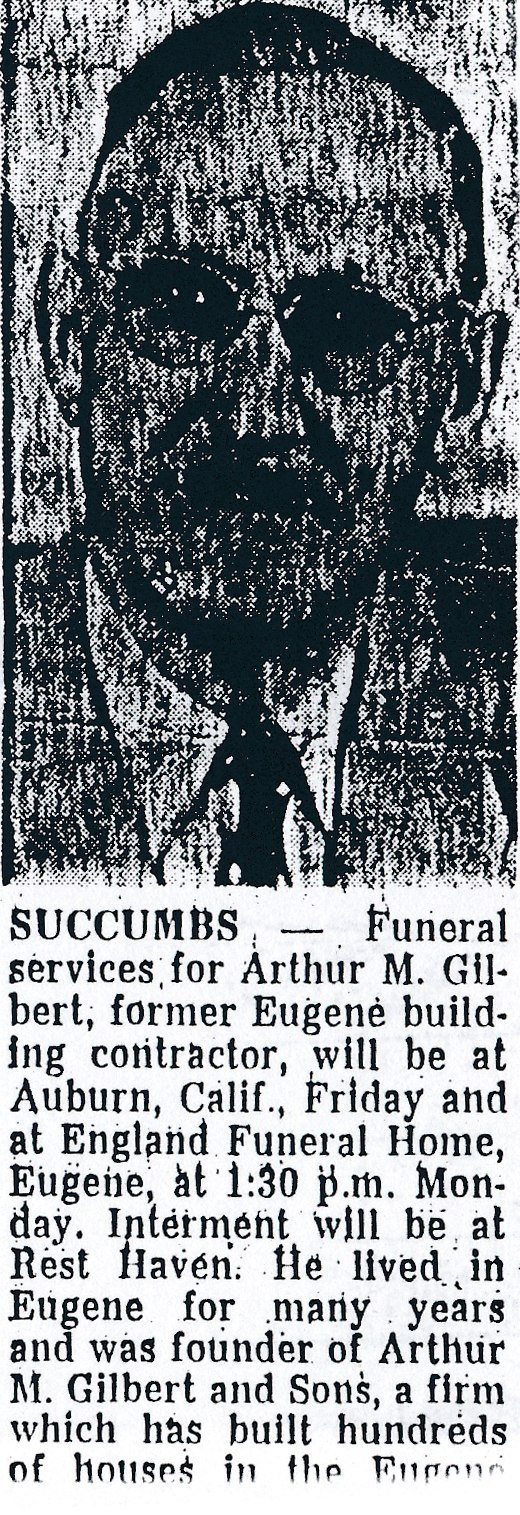 SUCCUMBS — Funeral
services for Arthur M. Gil-
bert, former Eugene build-
ing contractor, will be at
Auburn, Calif., Friday and
at England Funeral Home,
Eugene, at 1:30 p.m. Mon-
day. Interment will be at
Rest Haven. He lived in
Eugene for many years
and was founder of Arthur
M. Gilbert and Sons, a firm
which has built hundreds
of houses in the Eugene